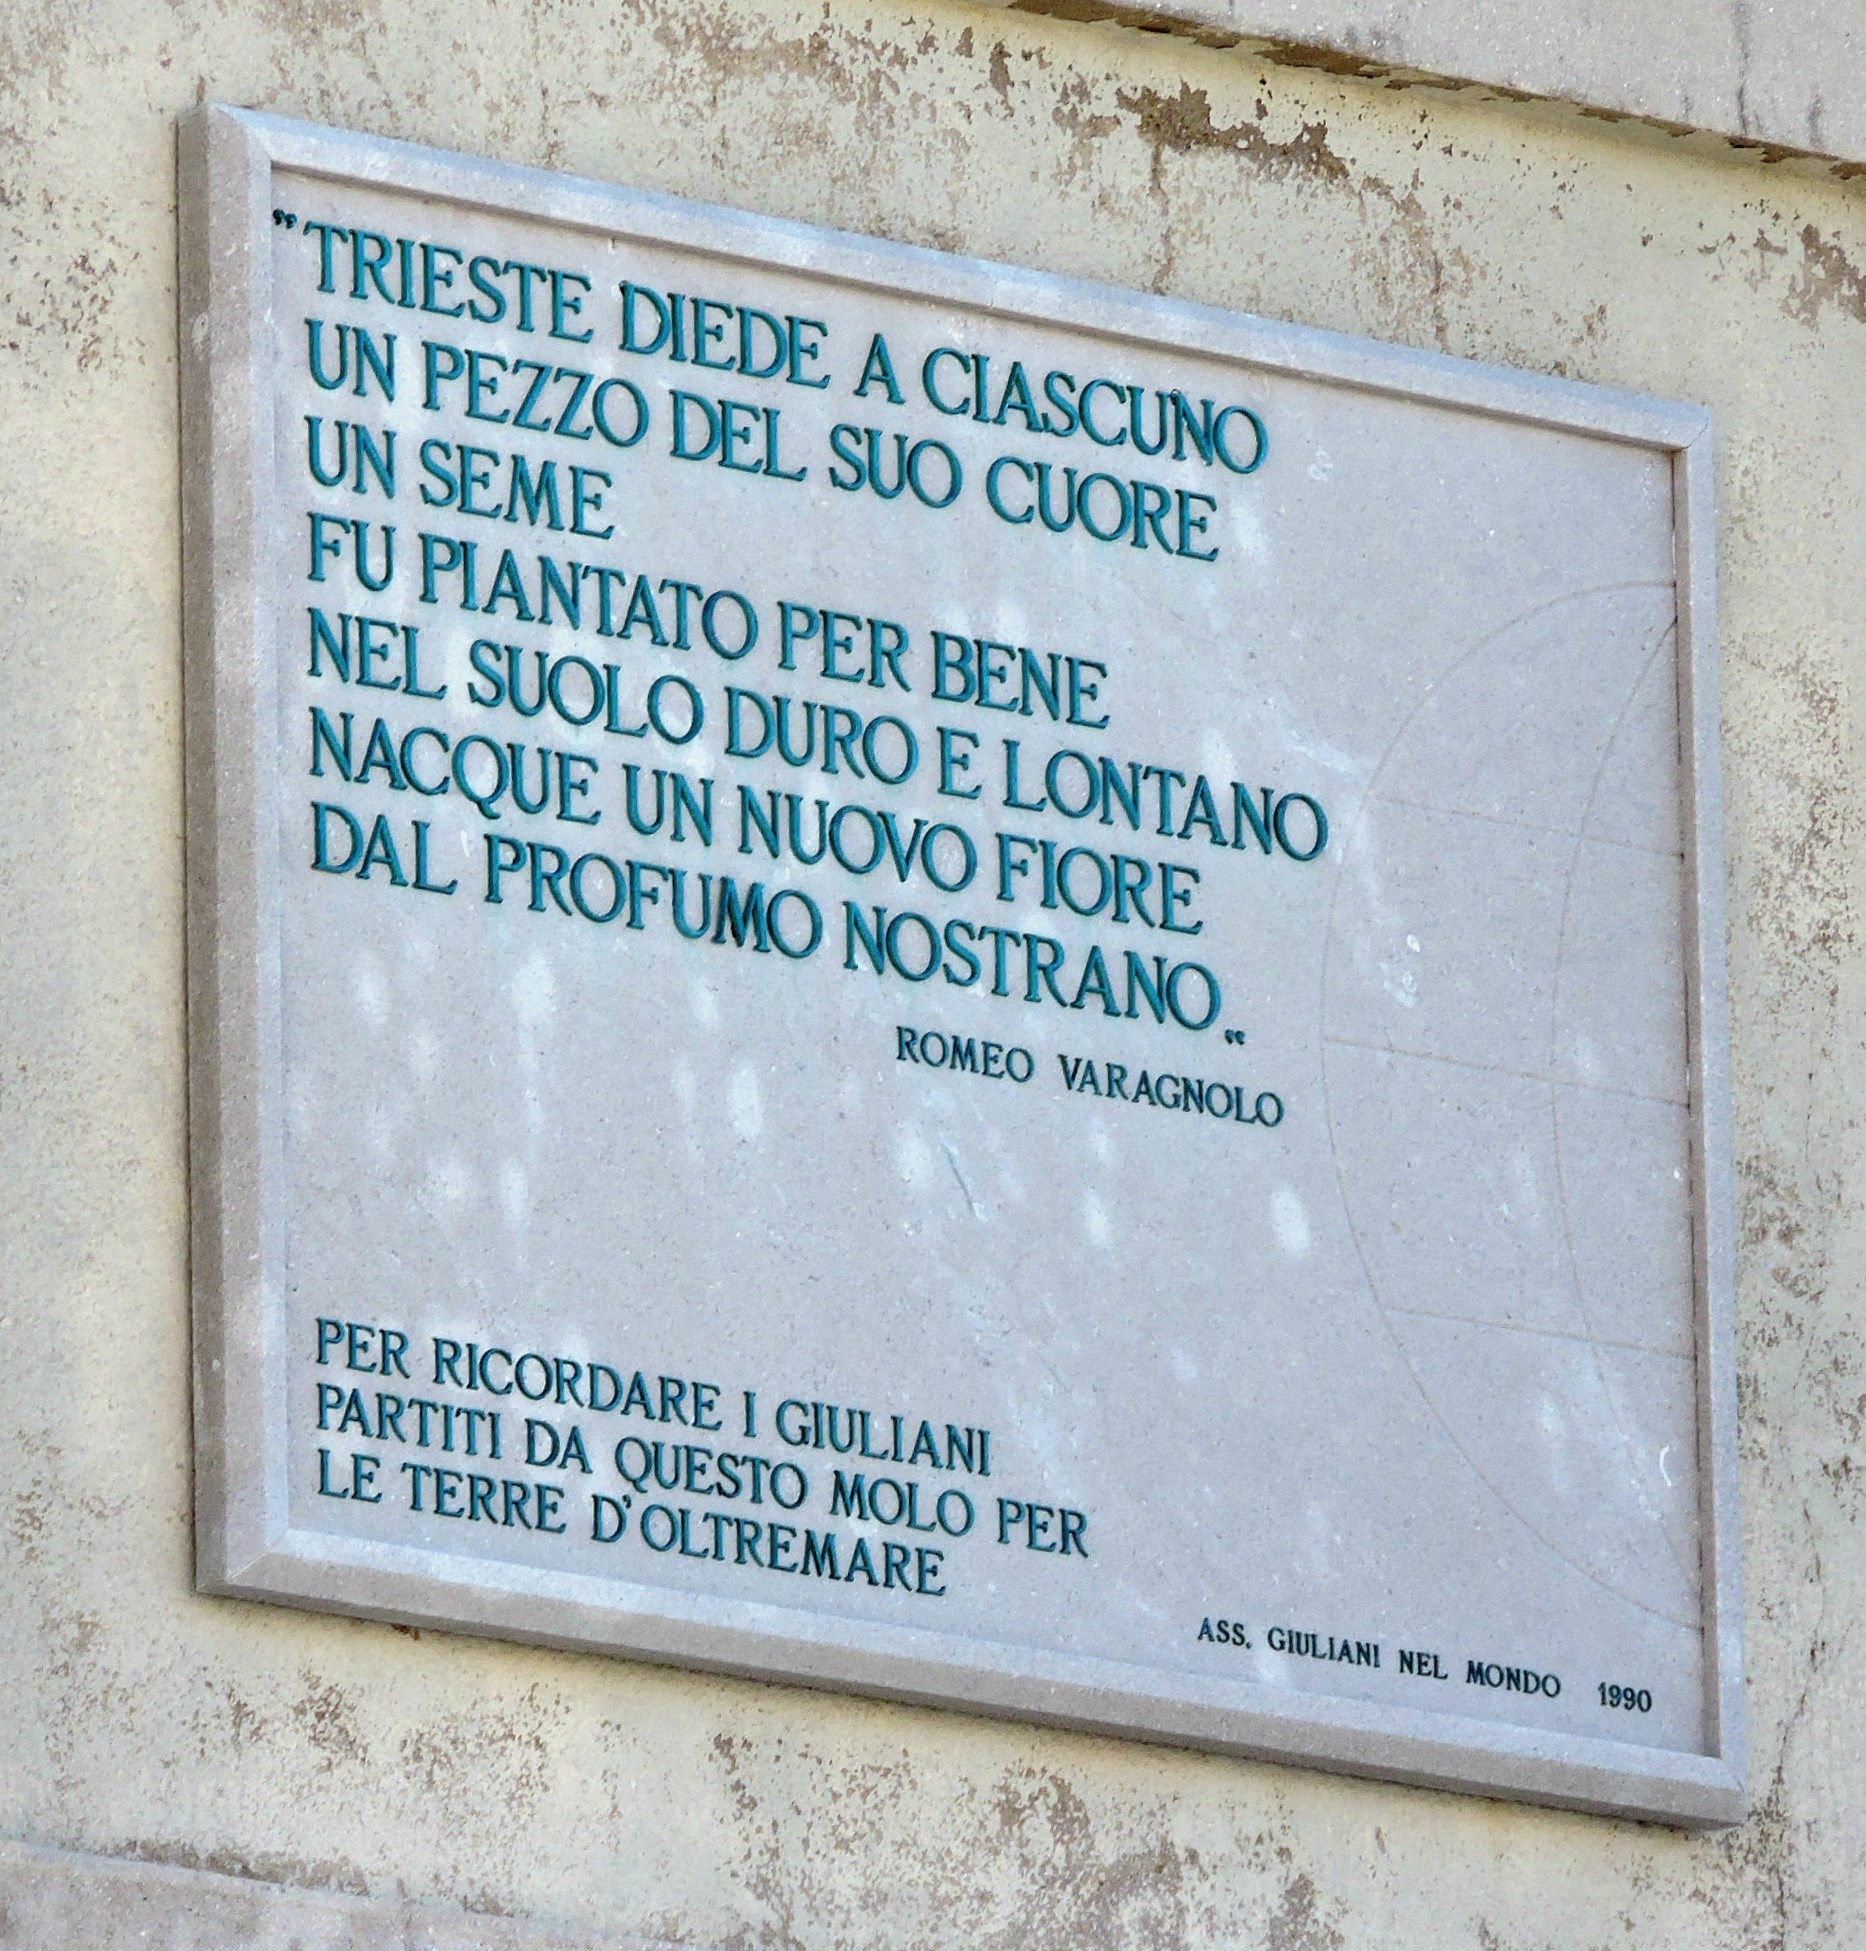 "TRIESTE DIEDE A CIASCUNO
UN PEZZO DEL SUO CUORE
UN SEME
FU PIANTATO PER BENE
NEL SUOLO DURO E LONTANO
NACQUE UN NUOVO FIORE
DAL PROFUMO NOSTRANO„
ROMEO VARAGNOLO
PER RICORDARE I GIULIANI
PARTITI DA QUESTO MOLO PER
LE TERRE D'OLTREMARE
ASS. GIULIANI NEL MONDO 1990